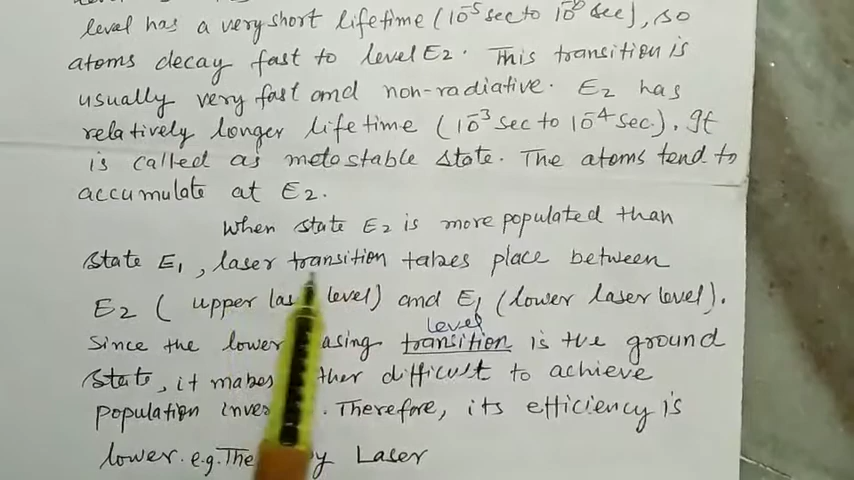 level has a very short lifetime (10⁻⁵ sec to 10⁻⁸ sec), so
atoms decay fast to level E2. This transition is
usually very fast and non-radiative. E2 has
relatively longer lifetime (10⁻³ sec to 10⁻⁴ sec.). It
is called as metastable state. The atoms tend to
accumulate at E2.
When state E2 is more populated than
state E1, laser transition takes place between
E2 ( upper level) and E1 (lower laser level).
level
Since the lower transition is the ground
state, it makes difficult to achieve
population Therefore, its efficiency is
lower. e.g. Laser